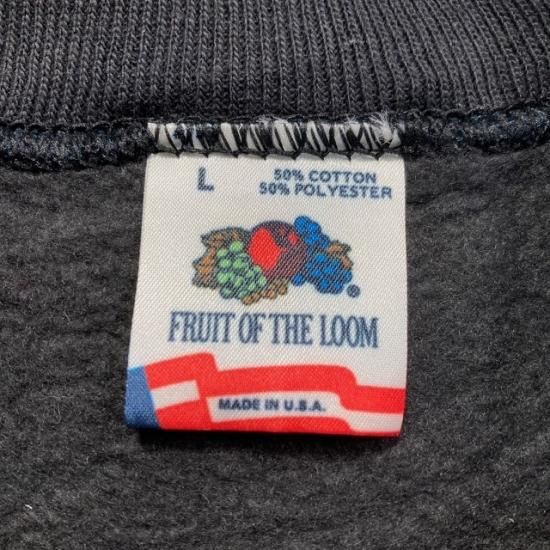 L
50% COTTON
50% POLYESTER
®
FRUIT OF THE LOOM
MADE IN U.S.A.